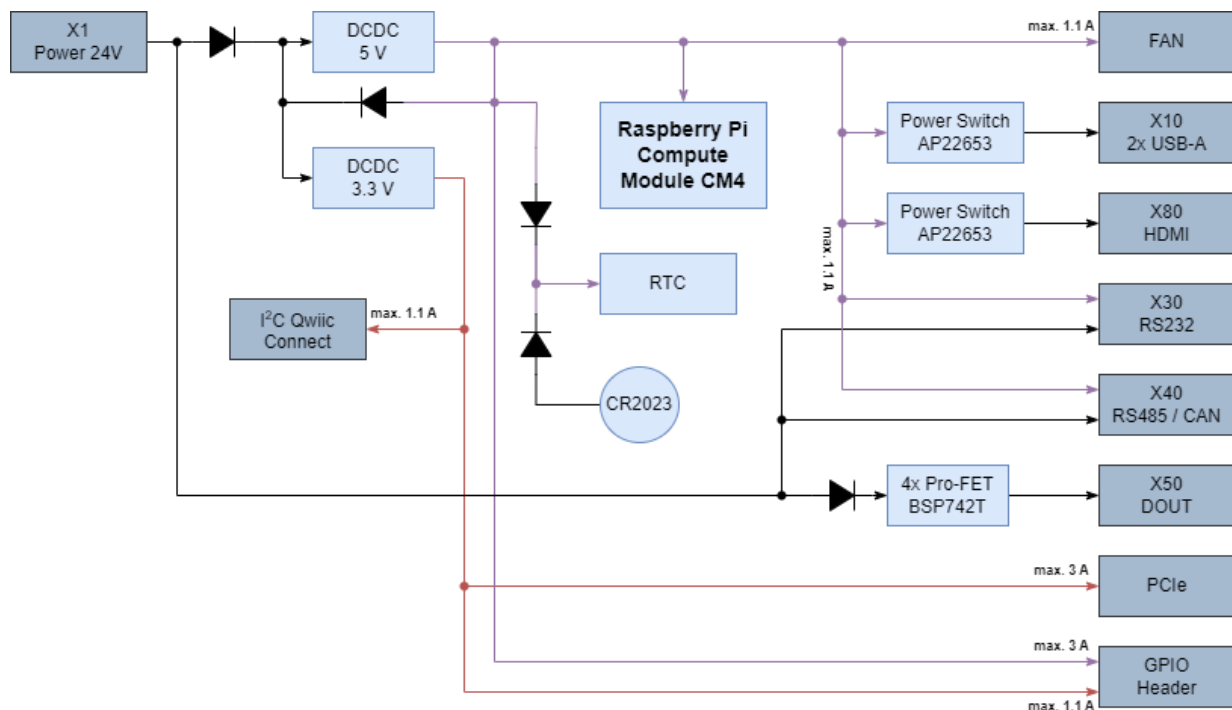 X1
Power 24V
DCDC
5 V
max. 1.1 A
FAN
Raspberry Pi
Compute
Module CM4
Power Switch
AP22653
X10
2x USB-A
DCDC
3.3 V
Power Switch
AP22653
X80
HDMI
max. 1.1 A
RTC
X30
RS232
I²C Qwiic
Connect
max. 1.1 A
CR2023
X40
RS485 / CAN
4x Pro-FET
BSP742T
X50
DOUT
max. 3 A
PCIe
max. 3 A
GPIO
Header
max. 1.1 A